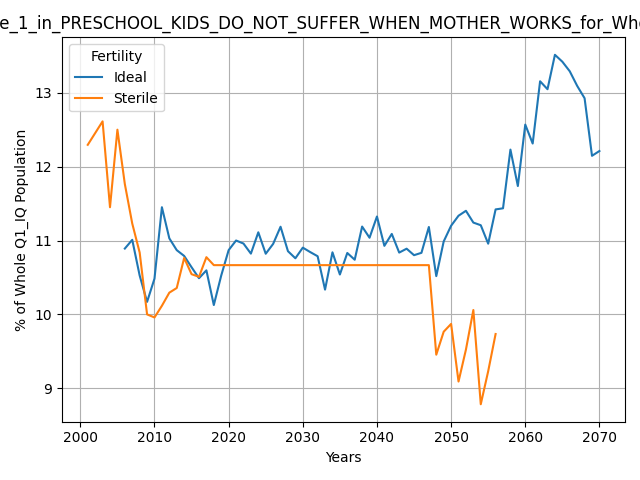 e_1_in_PRESCHOOL_KIDS_DO_NOT_SUFFER_WHEN_MOTHER_WORKS_for_Who
Fertility
Ideal
Sterile
% of Whole Q1_IQ Population
13
12
11
10
9
2000 2010 2020 2030 2040 2050 2060 2070
Years